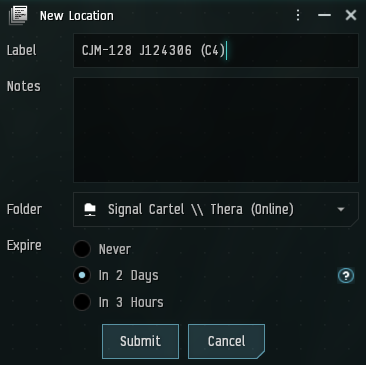 New Location
Label
CJM-128 J124306 (C4)
Notes
Folder
Signal Cartel \\ Thera (Online)
Expire
Never
In 2 Days
?
In 3 Hours
Submit
Cancel